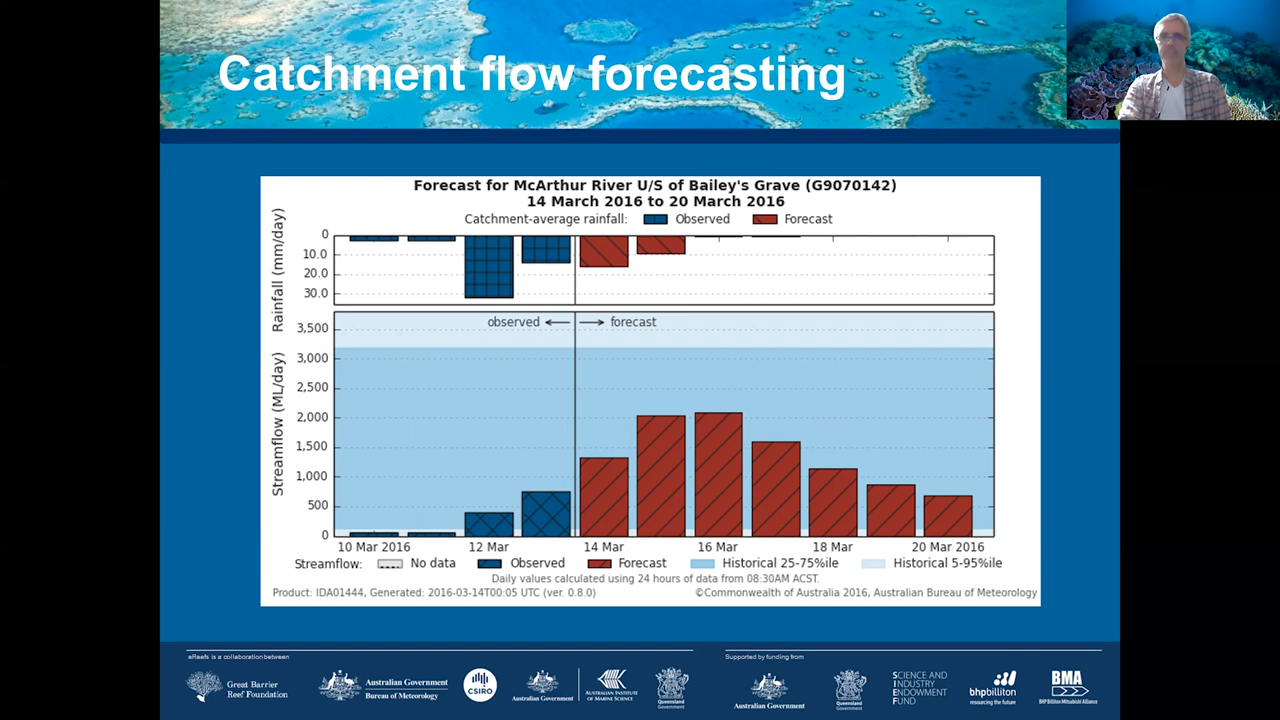 Catchment flow forecasting
Forecast for McArthur River U/S of Bailey's Grave (G9070142)
14 March 2016 to 20 March 2016
Catchment-average rainfall: Observed Forecast
Rainfall (mm/day)
0
10.0
20.0
30.0
observed forecast
Streamflow (ML/day)
3,500
3,000
2,500
2,000
1,500
1,000
500
0
10 Mar 2016 12 Mar 14 Mar 16 Mar 18 Mar 20 Mar 2016
Streamflow: No data Observed Forecast Historical 25-75%ile Historical 5-95%ile
Daily values calculated using 24 hours of data from 08:30AM ACST.
Product: IDA01444, Generated: 2016-03-14T00:05 UTC (ver. 0.8.0) ©Commonwealth of Australia 2016, Australian Bureau of Meteorology
eReefs is a collaboration between
Great Barrier
Reef Foundation
Australian Government
Bureau of Meteorology
CSIRO
Australian Government
AUSTRALIAN INSTITUTE
OF MARINE SCIENCE
Queensland
Government
Supported by funding from
Australian Government
Queensland
Government
SCIENCE AND
INDUSTRY
ENDOWMENT
FUND
bhpbilliton
resourcing the future
BMA
BHP Billiton Mitsubishi Alliance